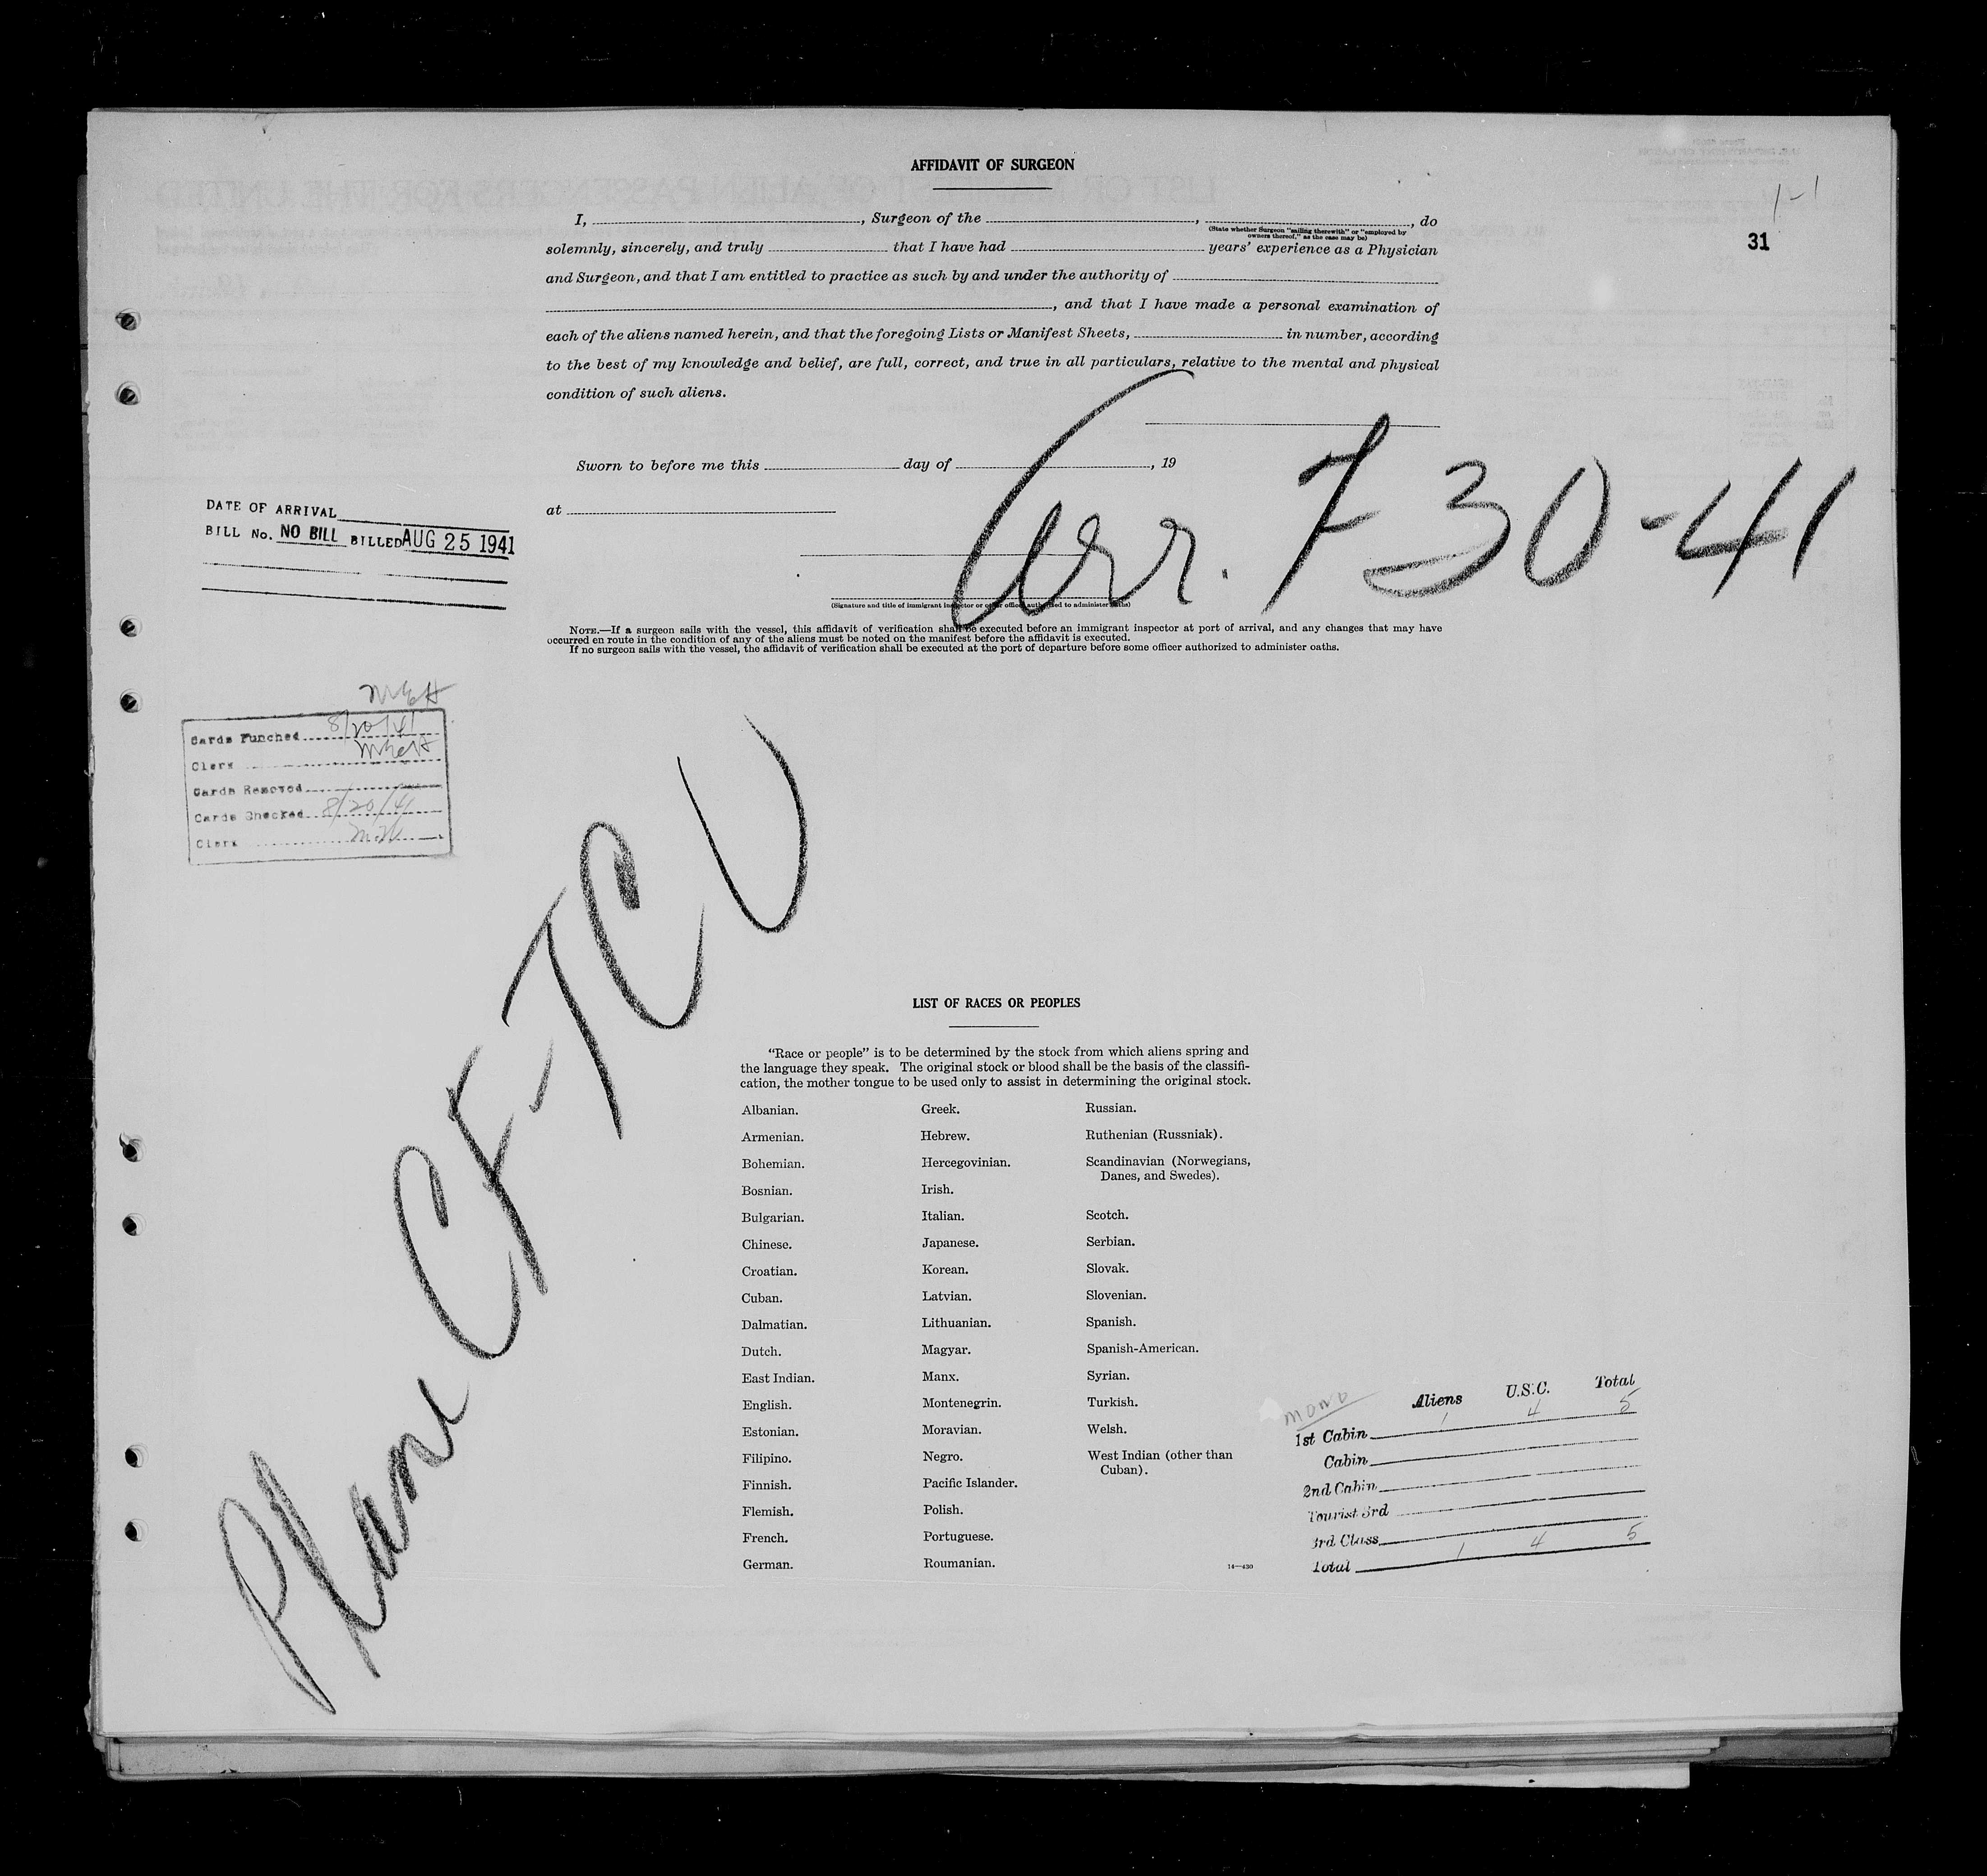 AFFIDAVIT OF SURGEON
1-1
31
I, , Surgeon of the , , do
(State whether Surgeon "sailing therewith" or "employed by
owners thereof," as the case may be)
solemnly, sincerely, and truly that I have had years' experience as a Physician
and Surgeon, and that I am entitled to practice as such by and under the authority of
, and that I have made a personal examination of
each of the aliens named herein, and that the foregoing Lists or Manifest Sheets, in number, according
to the best of my knowledge and belief, are full, correct, and true in all particulars, relative to the mental and physical
condition of such aliens.
Sworn to before me this day of , 19
at
Arr. 7 30-41
DATE OF ARRIVAL
BILL No. NO BILL BILLED AUG 25 1941
(Signature and title of immigrant inspector or other officer authorized to administer oaths)
NOTE.—If a surgeon sails with the vessel, this affidavit of verification shall be executed before an immigrant inspector at port of arrival, and any changes that may have
occurred en route in the condition of any of the aliens must be noted on the manifest before the affidavit is executed.
If no surgeon sails with the vessel, the affidavit of verification shall be executed at the port of departure before some officer authorized to administer oaths.
Cards Punched 8/20/41
Clerk
Cards Removed
Cards Checked 8/20/41
Clerk
Plane CF-TCU
LIST OF RACES OR PEOPLES
"Race or people" is to be determined by the stock from which aliens spring and
the language they speak. The original stock or blood shall be the basis of the classifi-
cation, the mother tongue to be used only to assist in determining the original stock.
Albanian.
Armenian.
Bohemian.
Bosnian.
Bulgarian.
Chinese.
Croatian.
Cuban.
Dalmatian.
Dutch.
East Indian.
English.
Estonian.
Filipino.
Finnish.
Flemish.
French.
German.
Greek.
Hebrew.
Hercegovinian.
Irish.
Italian.
Japanese.
Korean.
Latvian.
Lithuanian.
Magyar.
Manx.
Montenegrin.
Moravian.
Negro.
Pacific Islander.
Polish.
Portuguese.
Roumanian.
Russian.
Ruthenian (Russniak).
Scandinavian (Norwegians,
Danes, and Swedes).
Scotch.
Serbian.
Slovak.
Slovenian.
Spanish.
Spanish-American.
Syrian.
Turkish.
Welsh.
West Indian (other than
Cuban).
14—430
Aliens U.S.C. Total
1st Cabin 1 4 5
Cabin
2nd Cabin
Tourist 3rd
3rd Class
Total 1 4 5